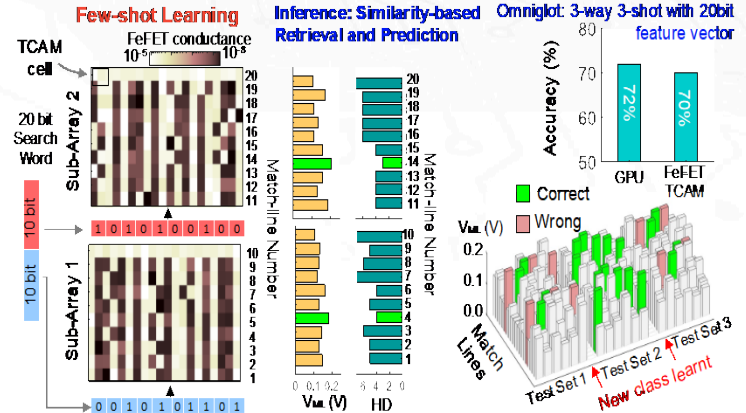 Few-shot Learning
FeFET conductance
10⁻⁵
10⁻⁸
TCAM
cell
20 bit
Search
Word
10 bit
10 bit
Sub-Array 2
20
19
18
17
16
15
14
13
12
11
1 0 1 0 1 0 1 0 0
Sub-Array 1
10
9
8
7
6
5
4
3
2
1
0 0 1 0 1 0 1 1 0 1
Inference: Similarity-based
Retrieval and Prediction
20
19
18
17
16
15
14
13
12
11
Match-line Number
10
9
8
7
6
5
4
3
2
1
Match-line Number
0 0.1 0.2
V_ML (V)
6 4 2 0
HD
Omniglot: 3-way 3-shot with 20bit
feature vector
Accuracy (%)
80
70
60
50
72%
70%
GPU
FeFET
TCAM
Correct
Wrong
V_ML (V)
0.2
0.1
0.0
Match
Lines
Test Set 1
Test Set 2
Test Set 3
New class learnt